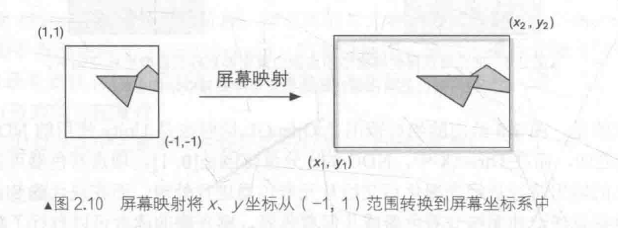 (1,1)
(x₂, y₂)
屏幕映射
(-1,-1)
(x₁, y₁)
▲图 2.10 屏幕映射将 x、y坐标从（-1, 1）范围转换到屏幕坐标系中